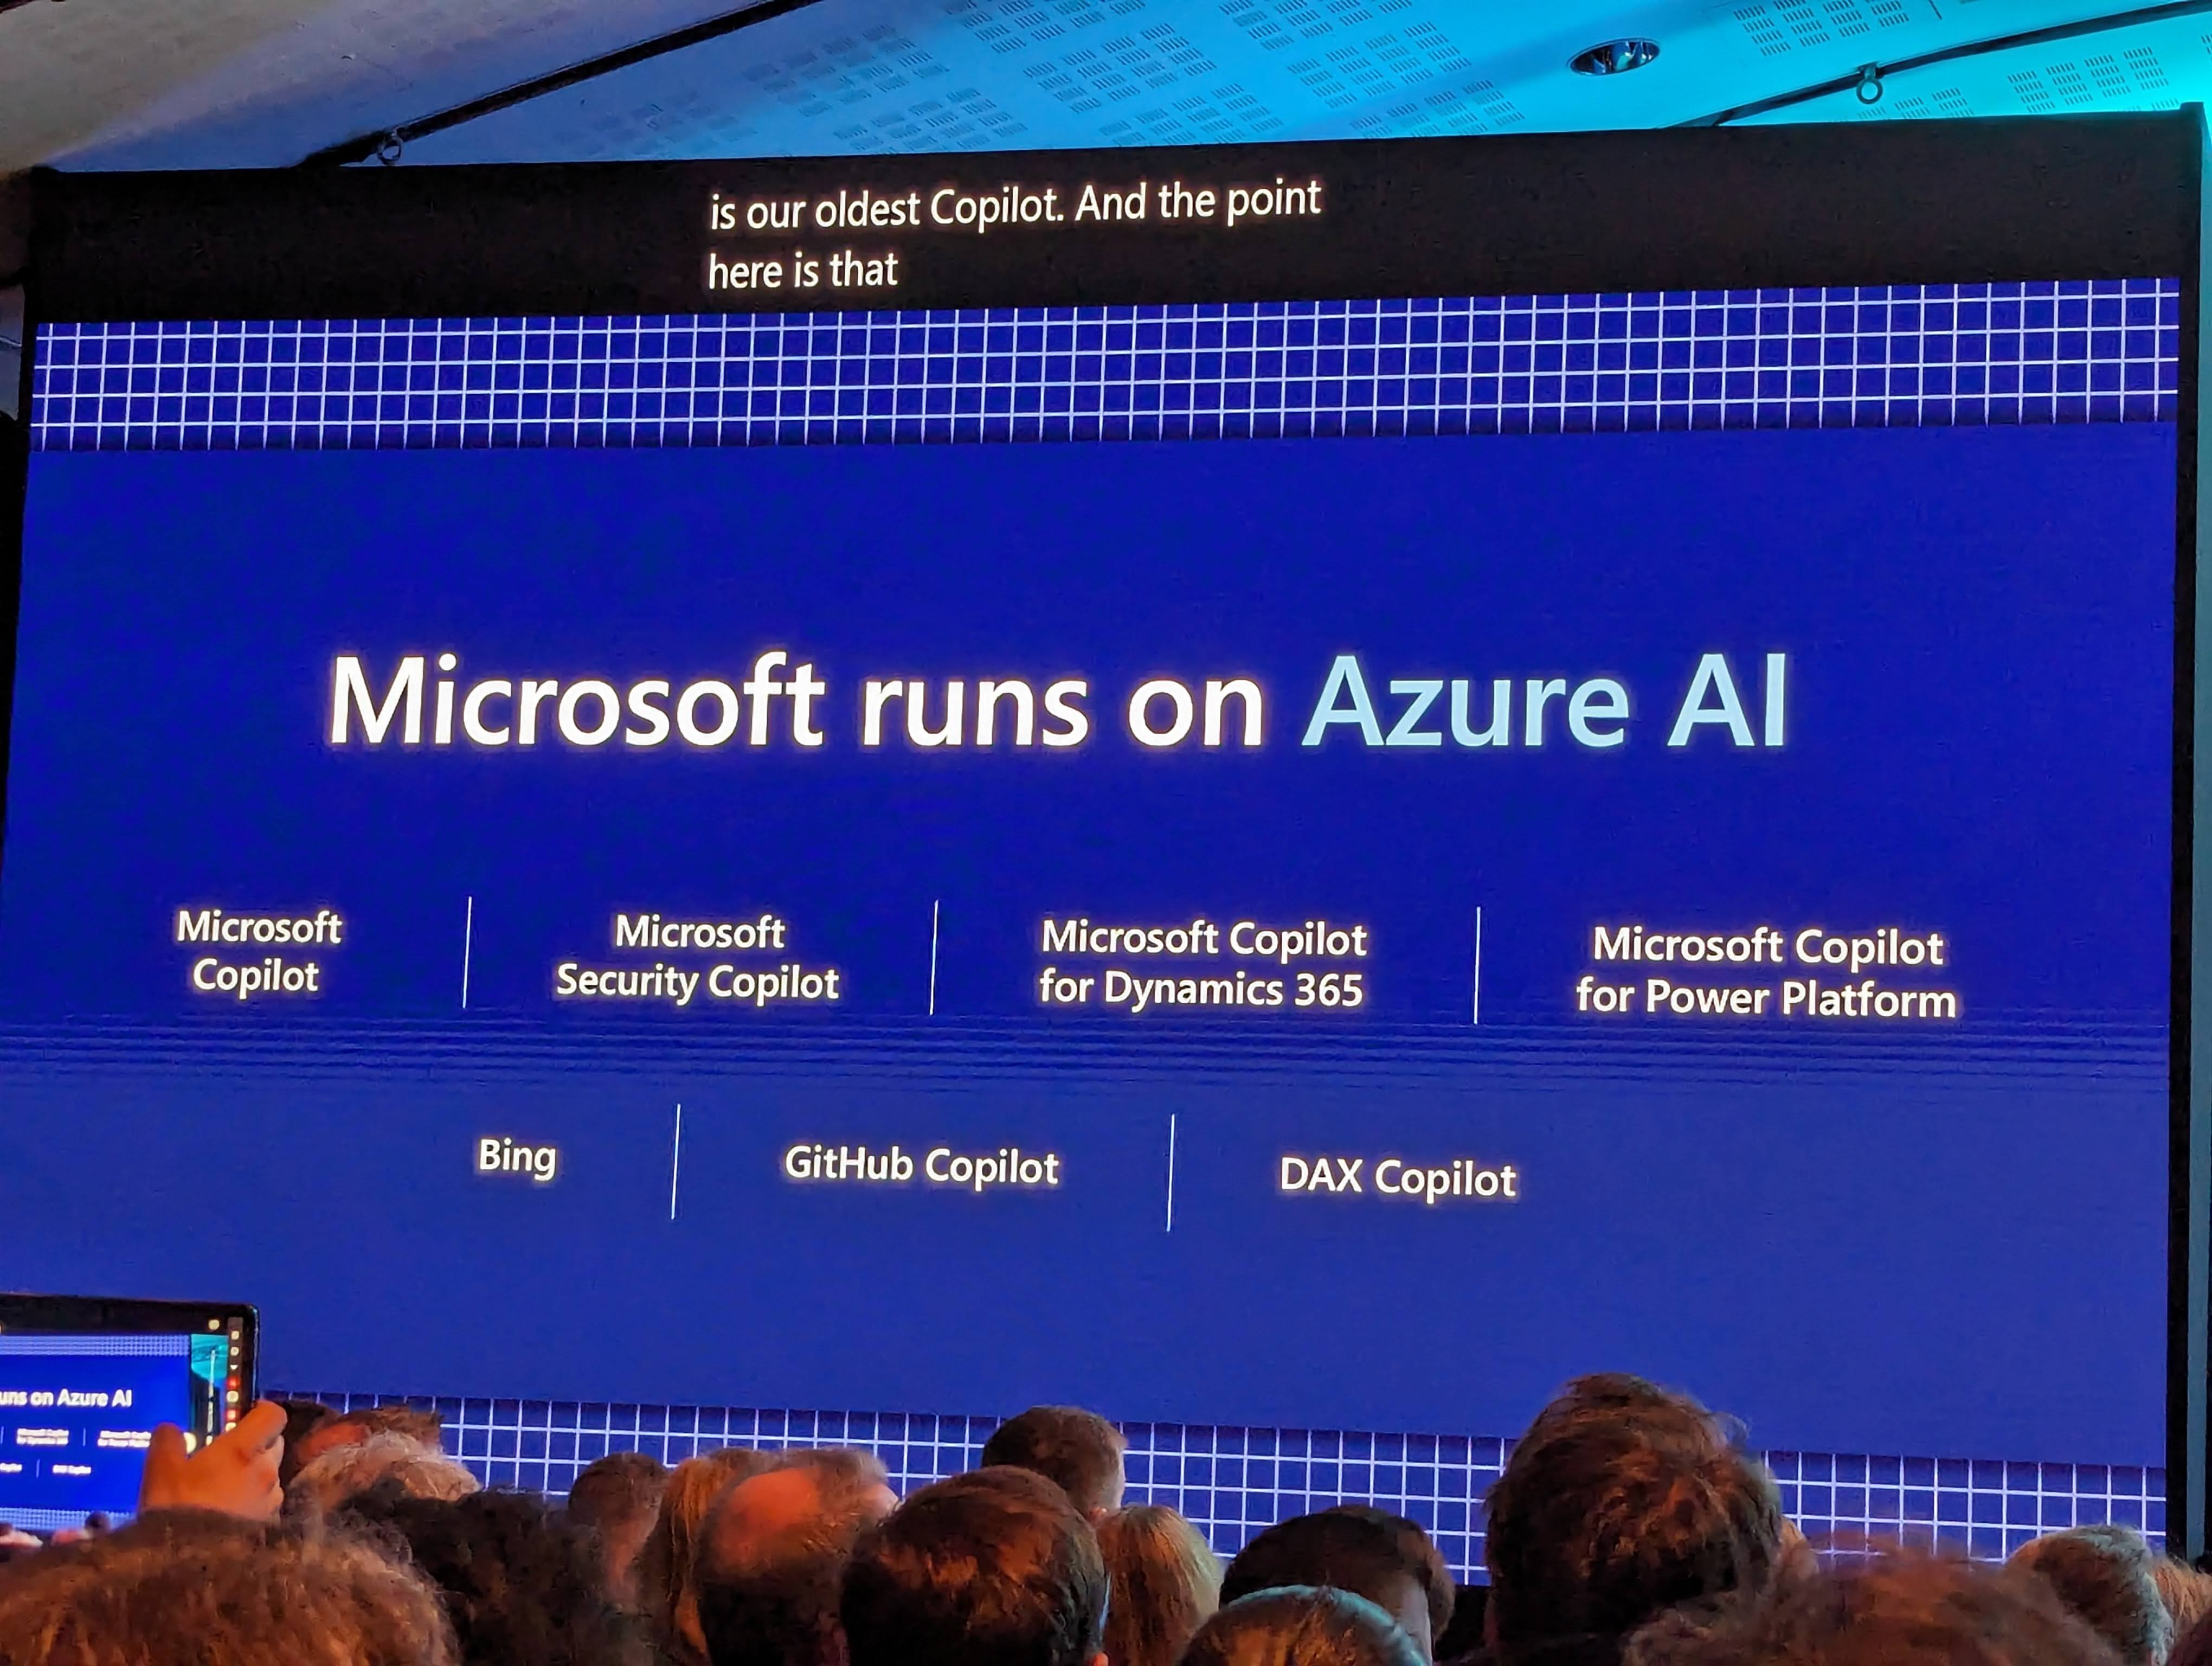 is our oldest Copilot. And the point
here is that
Microsoft runs on Azure AI
Microsoft
Copilot
Microsoft
Security Copilot
Microsoft Copilot
for Dynamics 365
Microsoft Copilot
for Power Platform
Bing
GitHub Copilot
DAX Copilot
uns on Azure AI